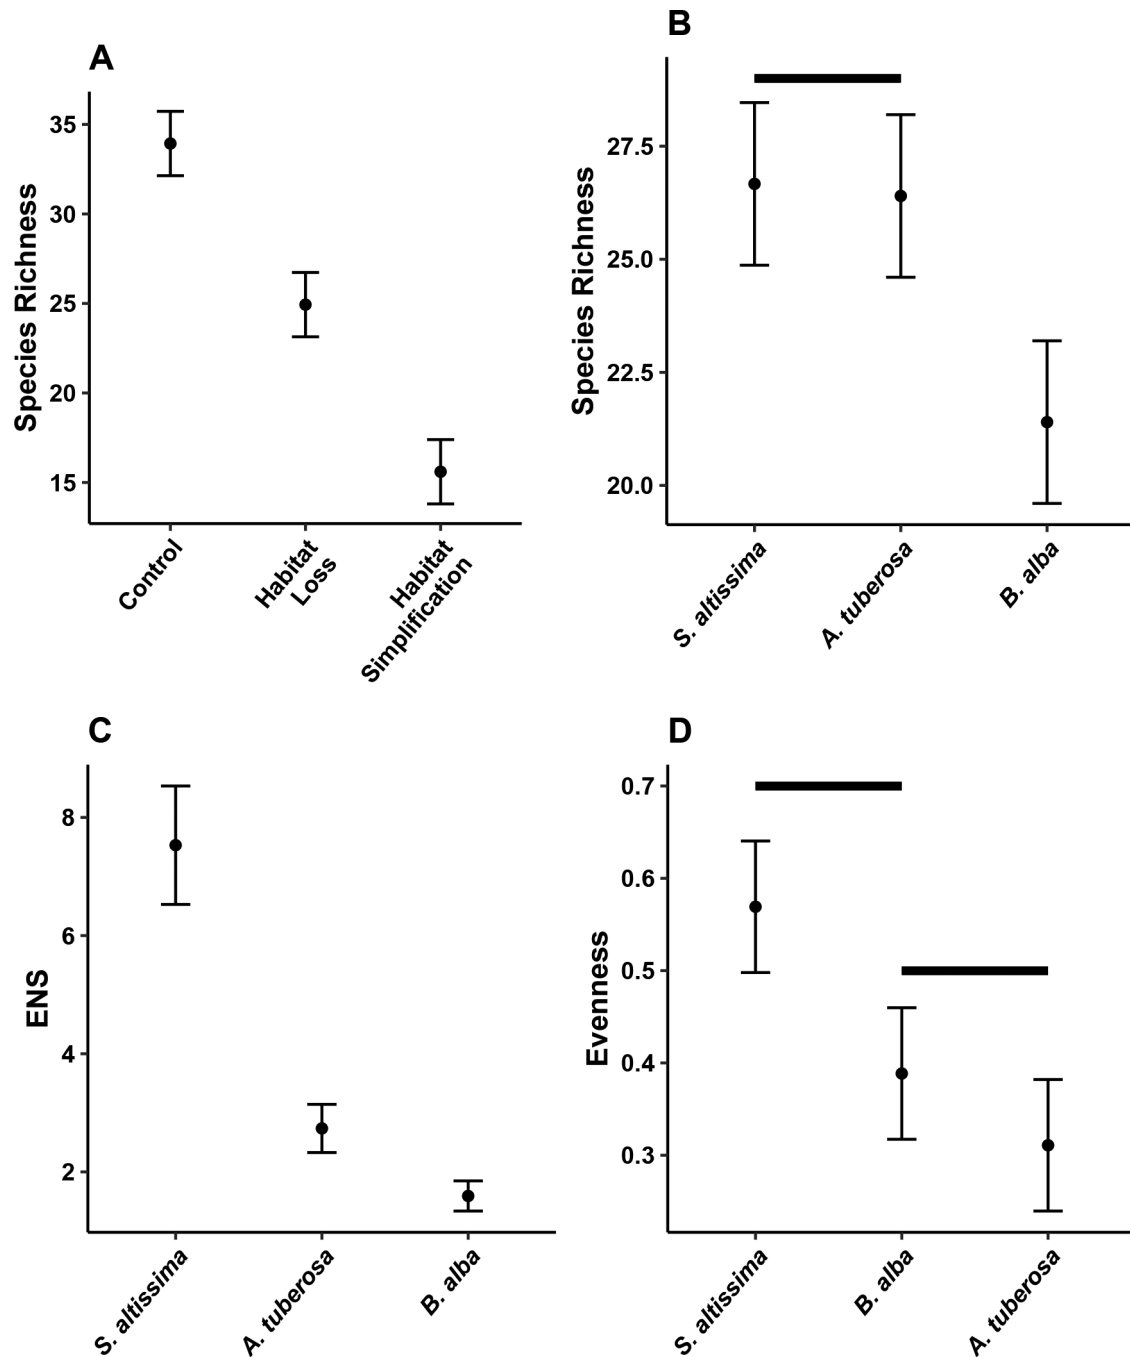 A
Species Richness
35
30
25
20
15
Control
Habitat
Loss
Habitat
Simplification
B
Species Richness
27.5
25.0
22.5
20.0
S. altissima
A. tuberosa
B. alba
C
ENS
8
6
4
2
S. altissima
A. tuberosa
B. alba
D
Evenness
0.7
0.6
0.5
0.4
0.3
S. altissima
B. alba
A. tuberosa